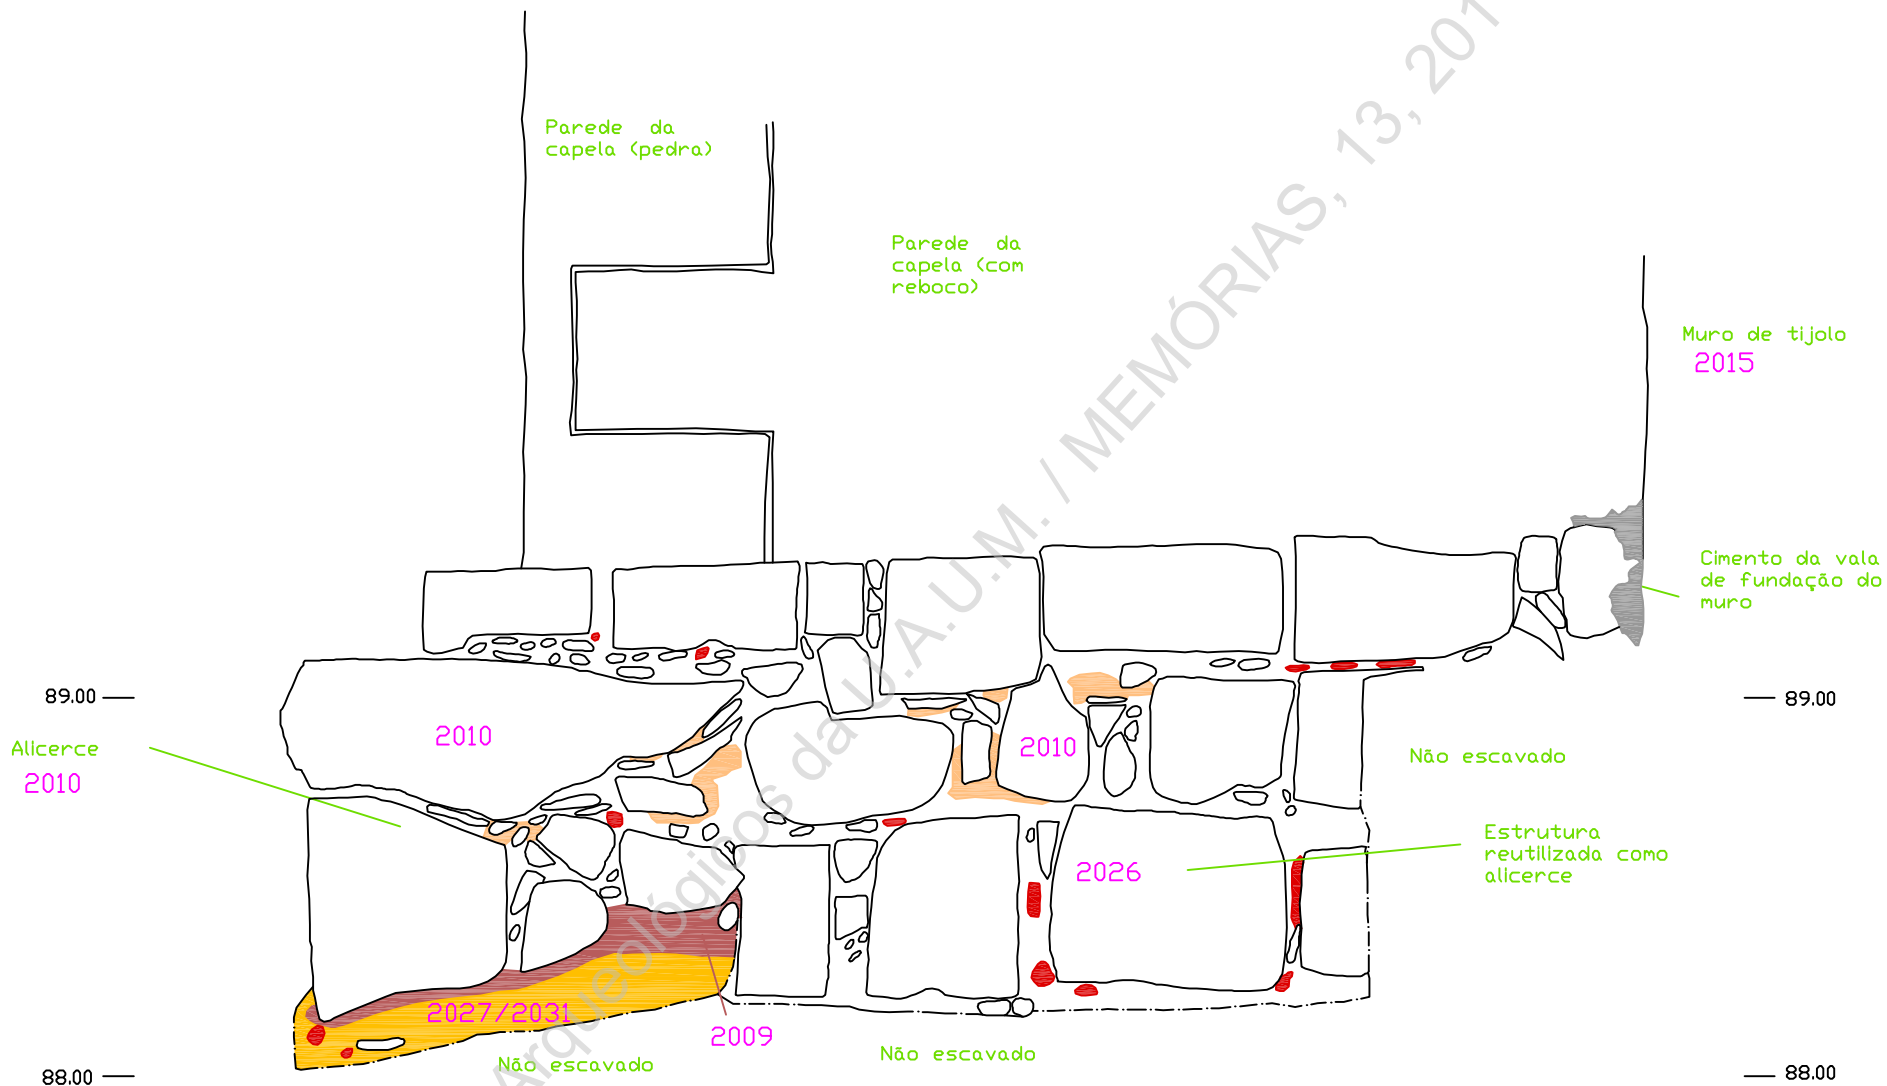 Parede da
capela (pedra)
Parede da
capela (com
reboco)
Muro de tijolo
2015
Cimento da vala
de fundação do
muro
89.00
89.00
2010
2010
Alicerce
2010
Não escavado
Estrutura
reutilizada como
alicerce
2026
2027/2031
2009
Não escavado
Não escavado
88.00
88.00
Arqueológicos da U.A.U.M. / MEMÓRIAS, 13, 201